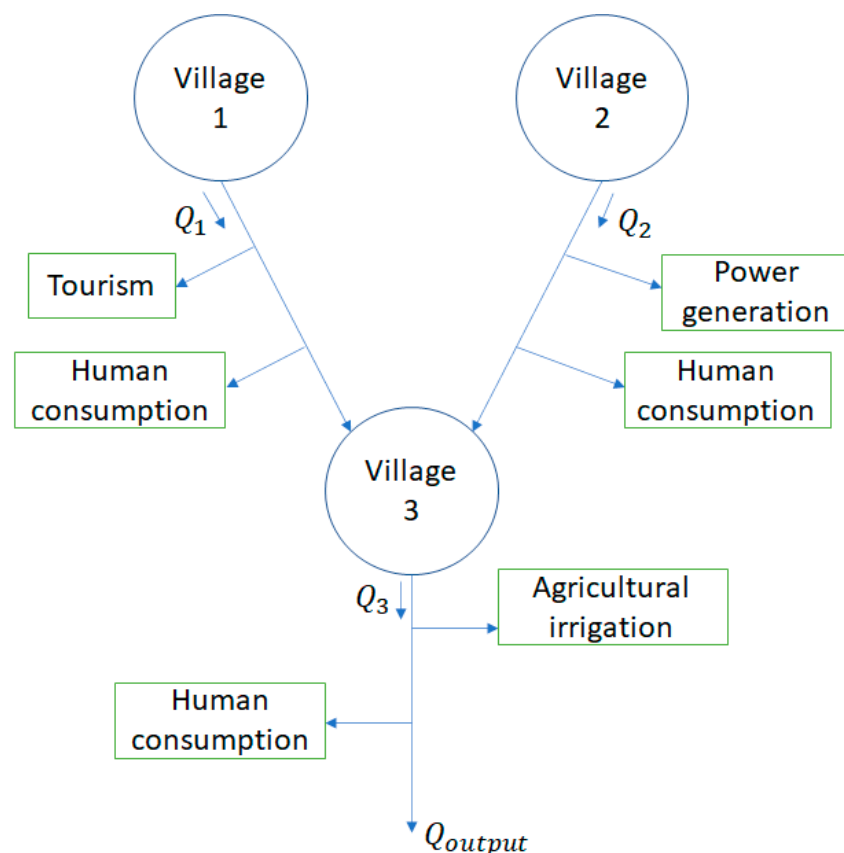 Village
1
Village
2
Q₁
Q₂
Tourism
Power
generation
Human
consumption
Human
consumption
Village
3
Q₃
Agricultural
irrigation
Human
consumption
Qₒᵤₜₚᵤₜ